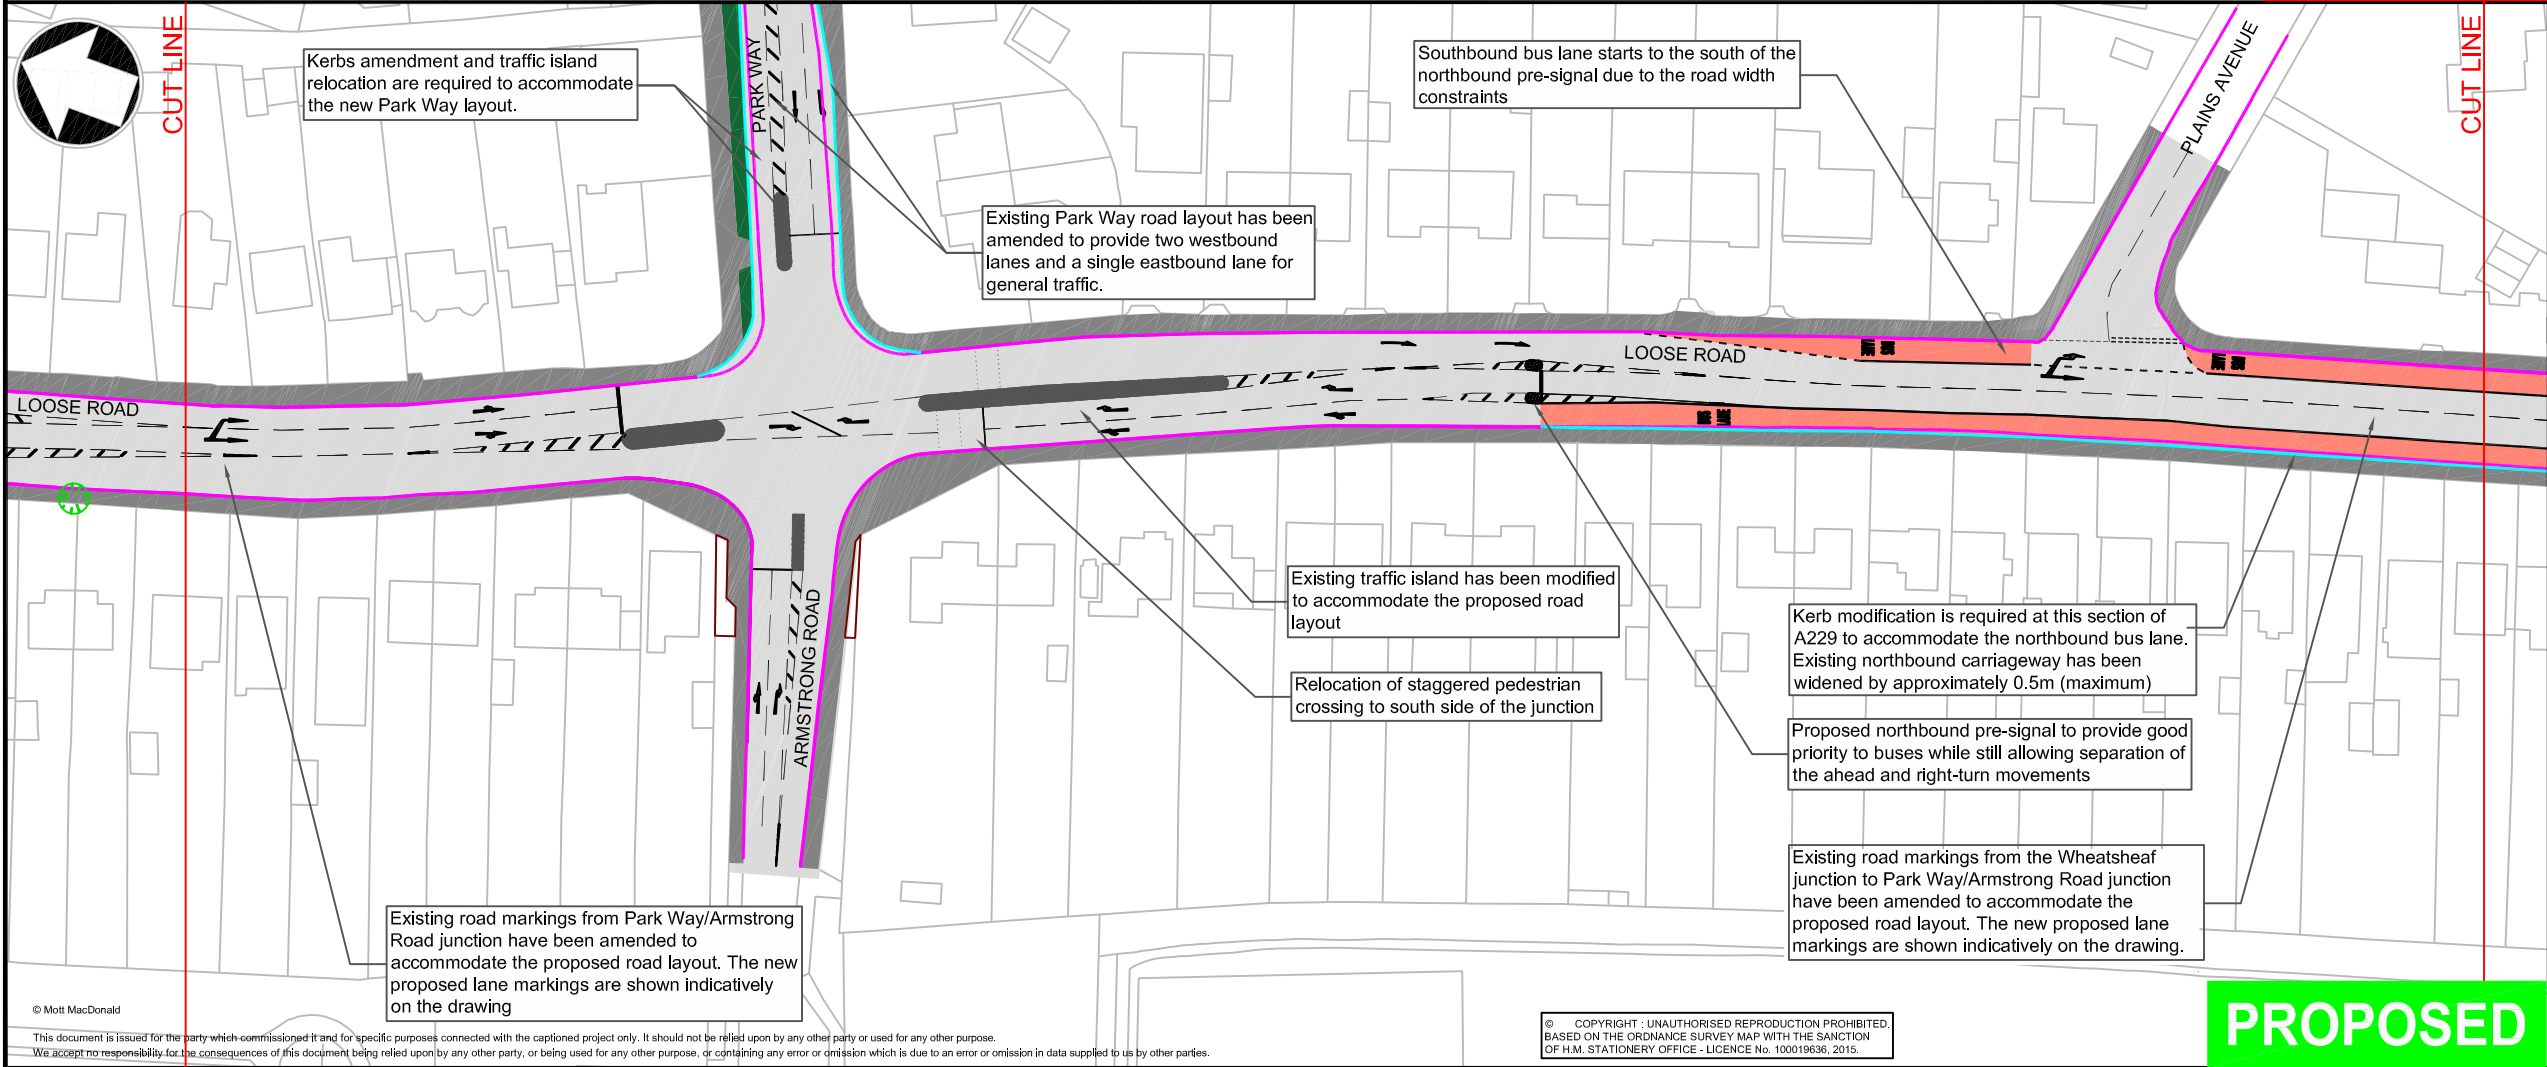 CUT LINE
Kerbs amendment and traffic island
relocation are required to accommodate
the new Park Way layout.
PARK WAY
Existing Park Way road layout has been
amended to provide two westbound
lanes and a single eastbound lane for
general traffic.
Southbound bus lane starts to the south of the
northbound pre-signal due to the road width
constraints
PLAINS AVENUE
CUT LINE
LOOSE ROAD
LOOSE ROAD
BUS
LANE
BUS
LANE
BUS
LANE
ARMSTRONG ROAD
Existing traffic island has been modified
to accommodate the proposed road
layout
Relocation of staggered pedestrian
crossing to south side of the junction
Kerb modification is required at this section of
A229 to accommodate the northbound bus lane.
Existing northbound carriageway has been
widened by approximately 0.5m (maximum)
Proposed northbound pre-signal to provide good
priority to buses while still allowing separation of
the ahead and right-turn movements
Existing road markings from the Wheatsheaf
junction to Park Way/Armstrong Road junction
have been amended to accommodate the
proposed road layout. The new proposed lane
markings are shown indicatively on the drawing.
Existing road markings from Park Way/Armstrong
Road junction have been amended to
accommodate the proposed road layout. The new
proposed lane markings are shown indicatively
on the drawing
© Mott MacDonald
This document is issued for the party which commissioned it and for specific purposes connected with the captioned project only. It should not be relied upon by any other party or used for any other purpose.
We accept no responsibility for the consequences of this document being relied upon by any other party, or being used for any other purpose, or containing any error or omission which is due to an error or omission in data supplied to us by other parties.
© COPYRIGHT : UNAUTHORISED REPRODUCTION PROHIBITED.
BASED ON THE ORDNANCE SURVEY MAP WITH THE SANCTION
OF H.M. STATIONERY OFFICE - LICENCE No. 100019636, 2015.
PROPOSED